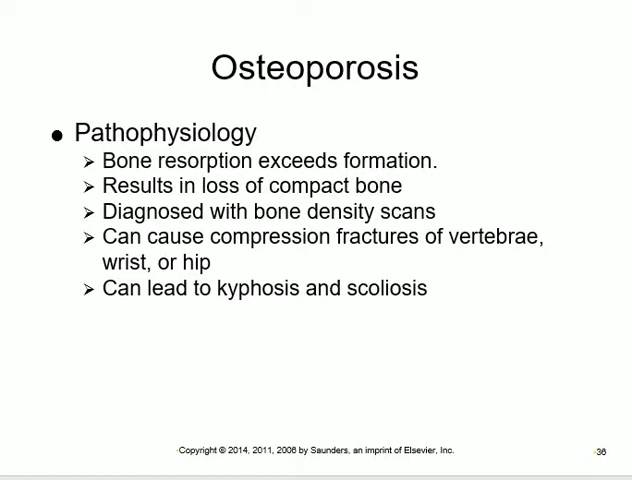 Osteoporosis
● Pathophysiology
➢ Bone resorption exceeds formation.
➢ Results in loss of compact bone
➢ Diagnosed with bone density scans
➢ Can cause compression fractures of vertebrae,
wrist, or hip
➢ Can lead to kyphosis and scoliosis
•Copyright © 2014, 2011, 2006 by Saunders, an imprint of Elsevier, Inc.
•36